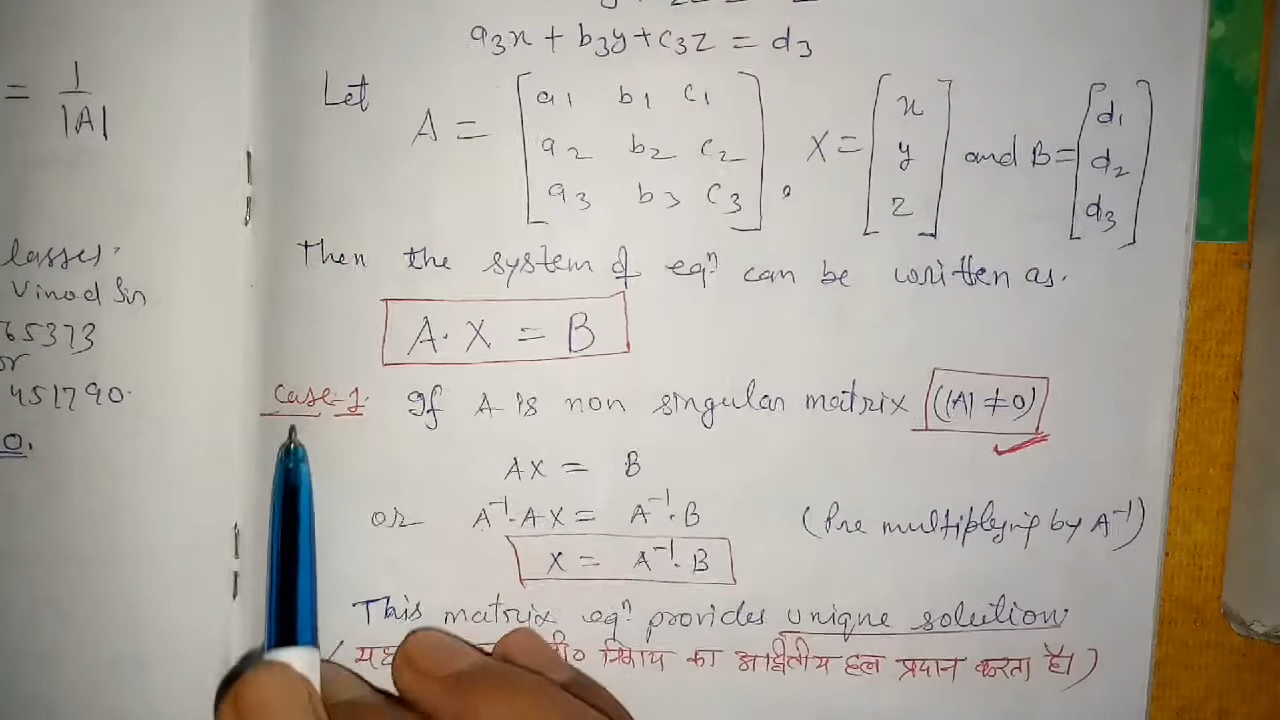 = 1/|A|
lasses.
Vinod Sir
65373
or
451790.
0.
a3x + b3y + c3z = d3
Let A = [a1 b1 c1
a2 b2 c2
a3 b3 c3], X = [x
y
z] and B = [d1
d2
d3]
Then the system of eqn can be written as.
A. X = B
Case-1. If A is non singular matrix (|A| ≠ 0)
AX = B
or A⁻¹. AX = A⁻¹. B (Pre multiplying by A⁻¹)
X = A⁻¹. B
This matrix eqn provides unique solution
का अद्वितीय हल प्रदान करता है।)